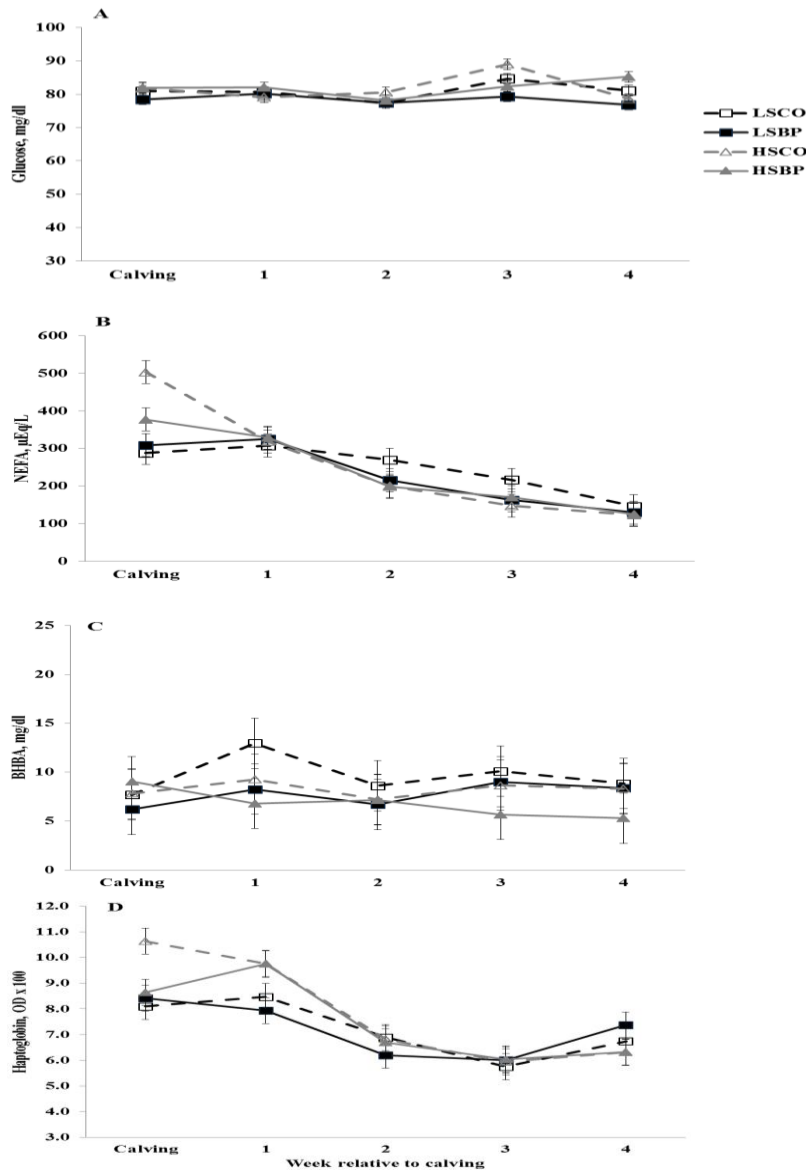 A
100
90
80
70
60
50
40
30
Glucose, mg/dl
Calving 1 2 3 4
LSCO
LSBP
HSCO
HSBP
B
600
500
400
300
200
100
0
NEFA, µEq/L
Calving 1 2 3 4
C
25
20
15
10
5
0
BHBA, mg/dl
Calving 1 2 3 4
D
12.0
11.0
10.0
9.0
8.0
7.0
6.0
5.0
4.0
3.0
Haptoglobin, OD x 100
Calving 1 2 3 4
Week relative to calving